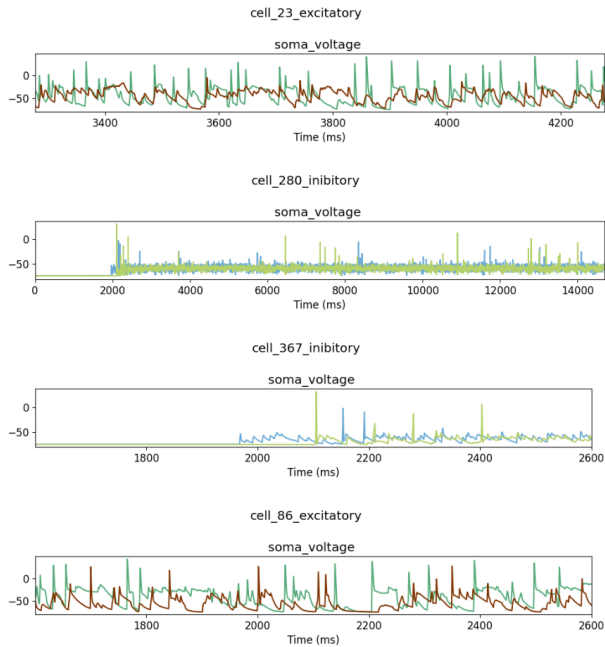 cell_23_excitatory
soma_voltage
0
−50
3400 3600 3800 4000 4200
Time (ms)
cell_280_inibitory
soma_voltage
0
−50
0 2000 4000 6000 8000 10000 12000 14000
Time (ms)
cell_367_inibitory
soma_voltage
0
−50
1800 2000 2200 2400 2600
Time (ms)
cell_86_excitatory
soma_voltage
0
−50
1800 2000 2200 2400 2600
Time (ms)